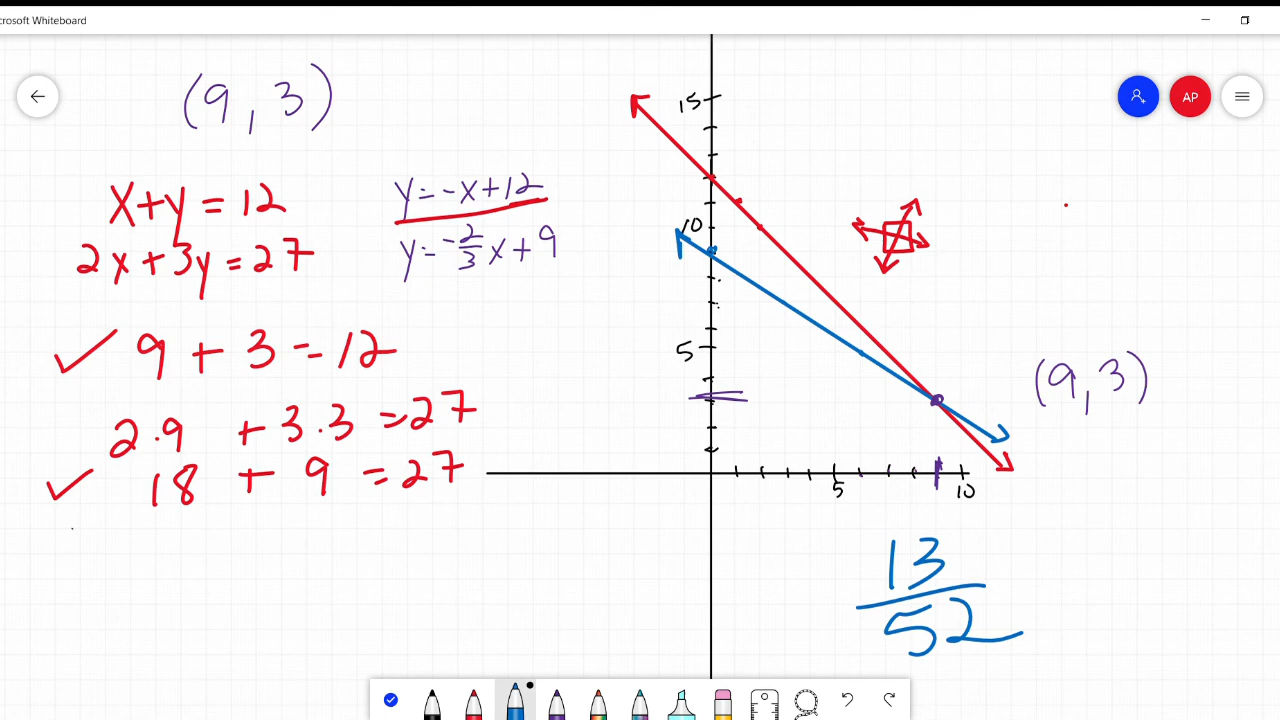 crosoft Whiteboard
(9, 3)
x+y = 12
2x+3y=27
y=-x+12
y=-2/3x+9
9 + 3 = 12
2·9 + 3·3 = 27
18 + 9 = 27
15
10
5
5
10
(9, 3)
13
52
AP